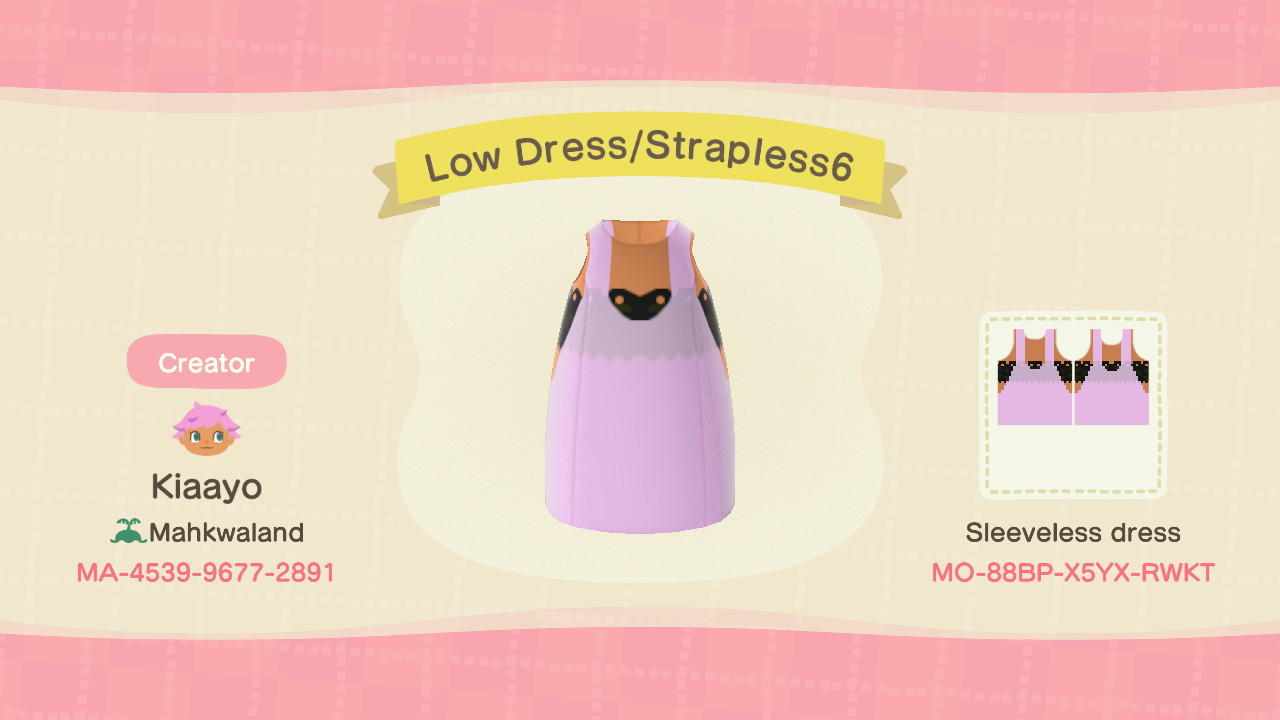 Low Dress/Strapless6
Creator
Kiaayo
Mahkwaland
MA-4539-9677-2891
Sleeveless dress
MO-88BP-X5YX-RWKT